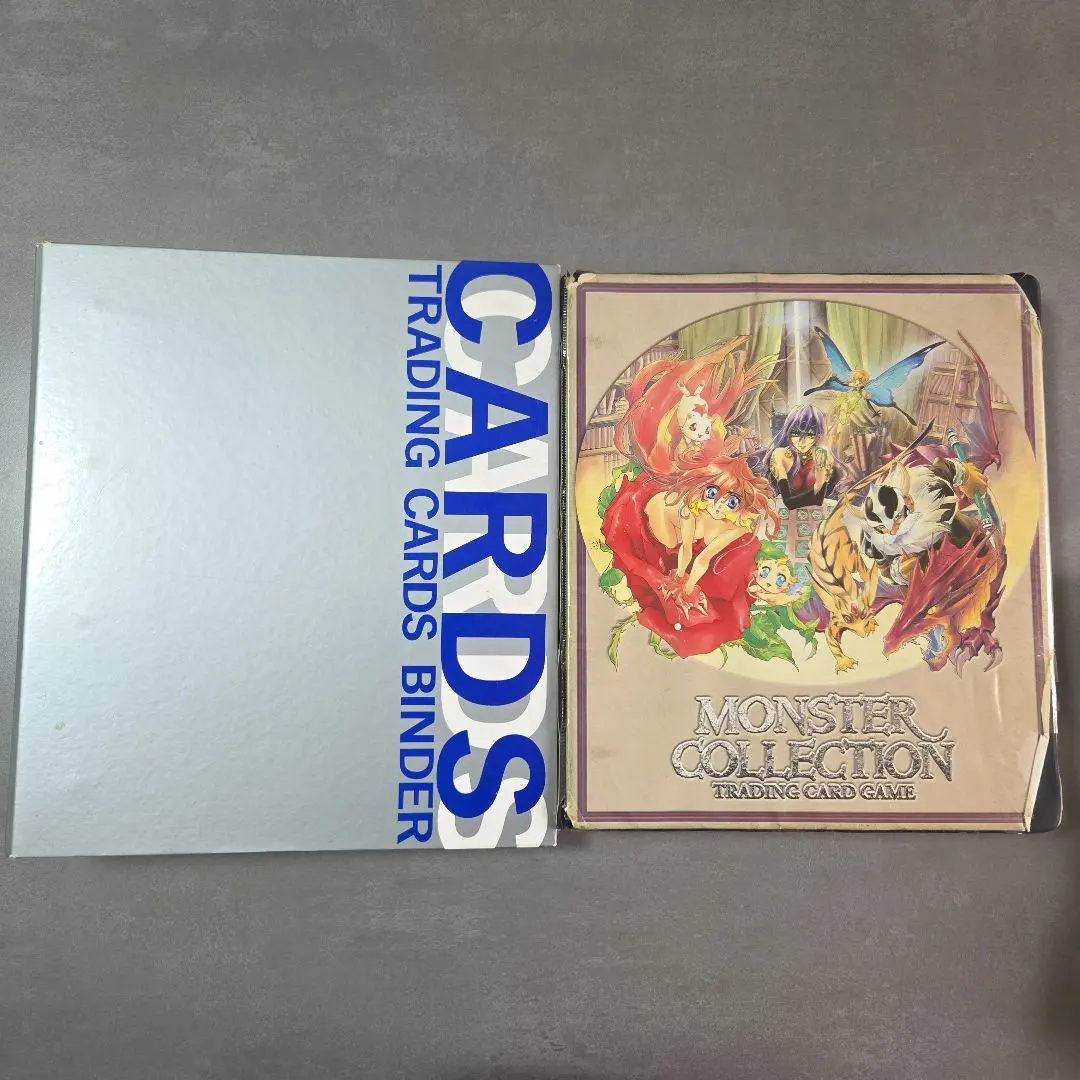 CARDS
TRADING CARDS BINDER
MONSTER
COLLECTION
TRADING CARD GAME